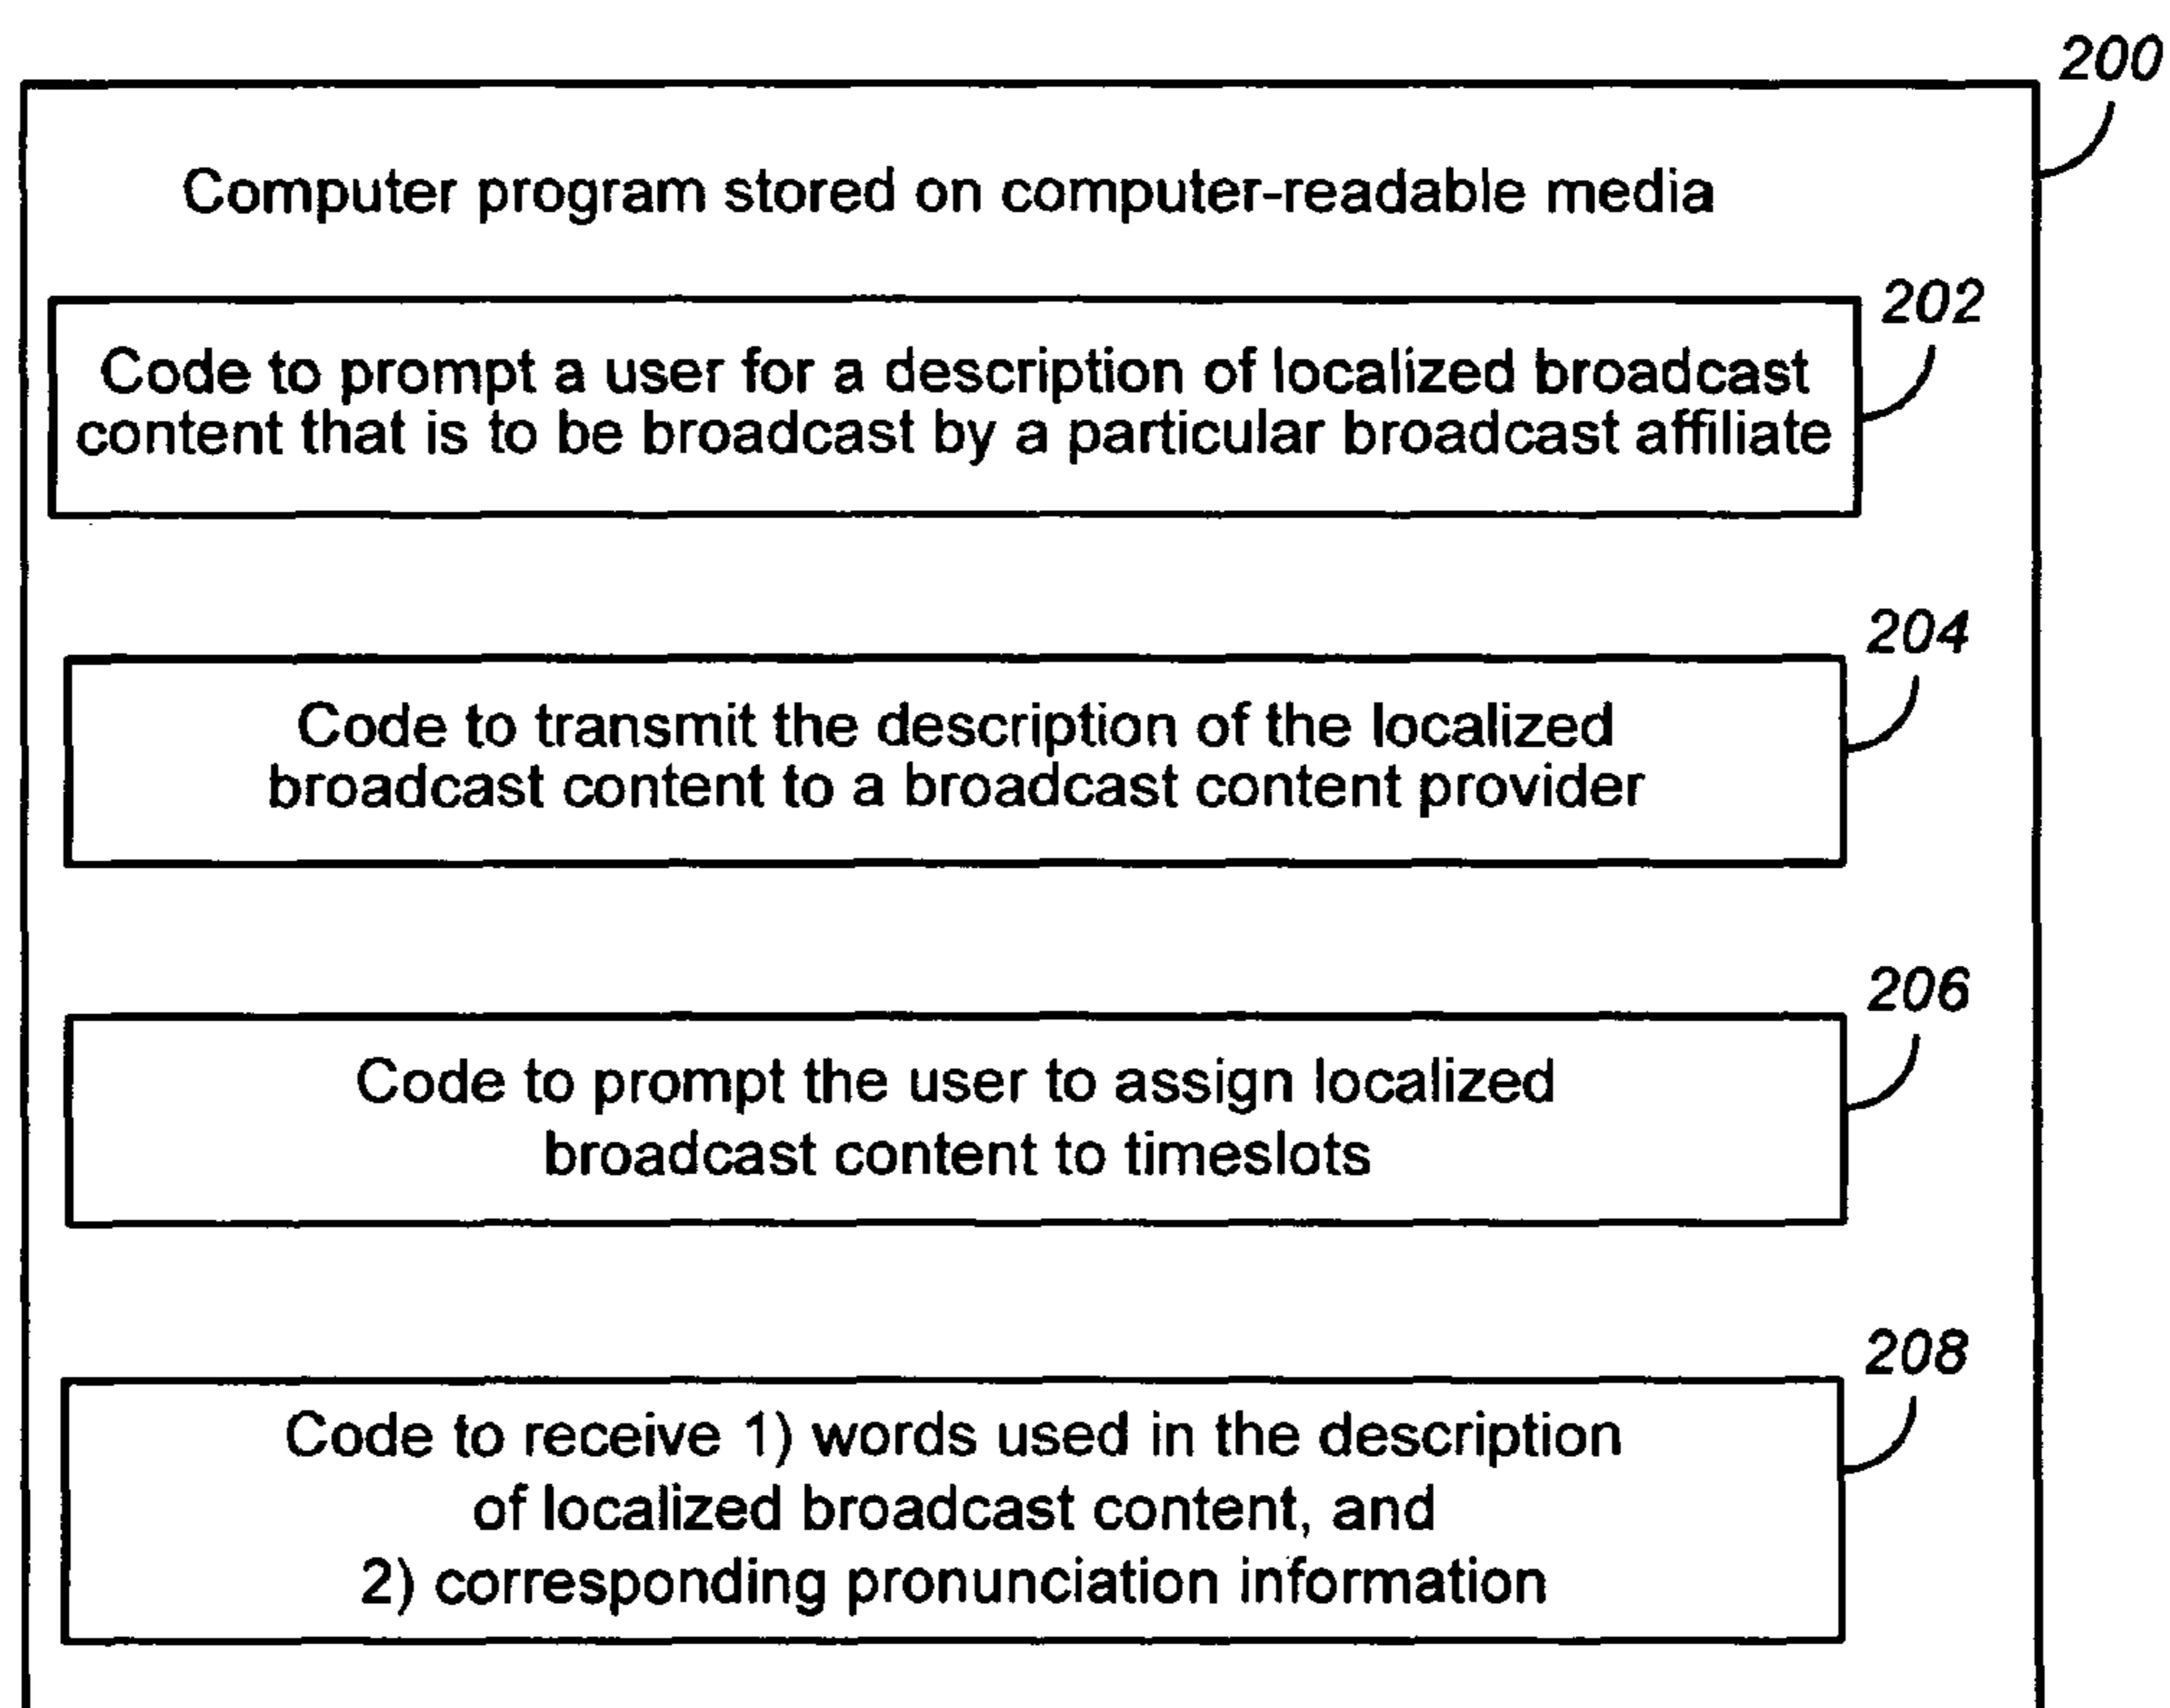 200
Computer program stored on computer-readable media
202
Code to prompt a user for a description of localized broadcast
content that is to be broadcast by a particular broadcast affiliate
204
Code to transmit the description of the localized
broadcast content to a broadcast content provider
206
Code to prompt the user to assign localized
broadcast content to timeslots
208
Code to receive 1) words used in the description
of localized broadcast content, and
2) corresponding pronunciation information